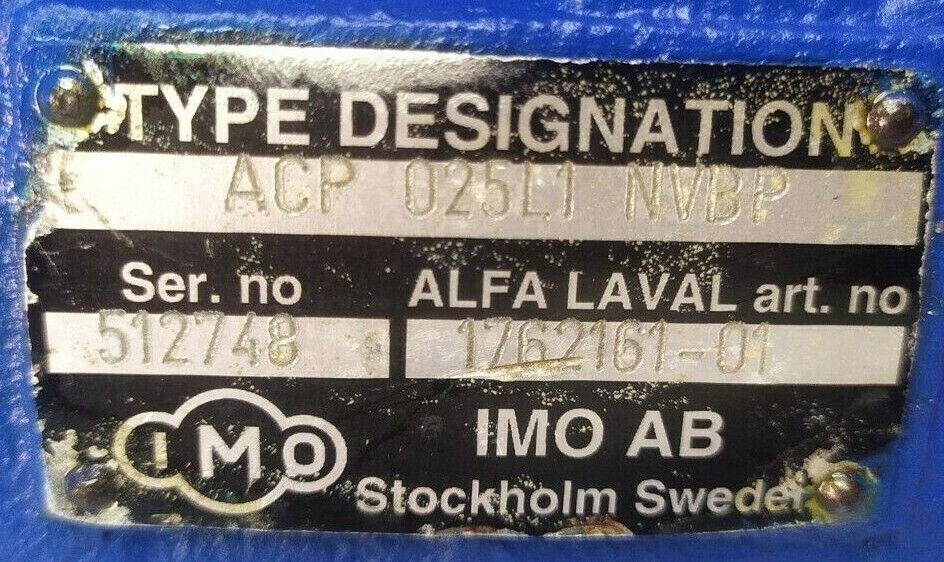 TYPE DESIGNATION
ACP 025L1 NVBP
Ser. no ALFA LAVAL art. no
512748 1762161-01
IMO IMO AB
Stockholm Sweden